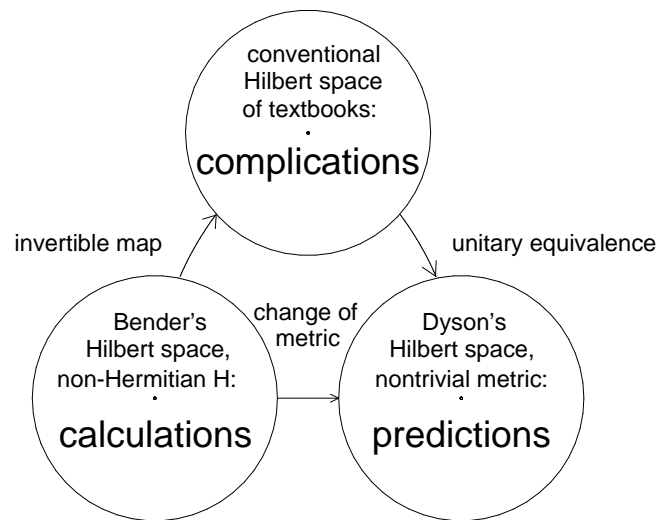 conventional
Hilbert space
of textbooks:
complications
invertible map
unitary equivalence
Bender's
Hilbert space,
non-Hermitian H:
calculations
change of
metric
Dyson's
Hilbert space,
nontrivial metric:
predictions